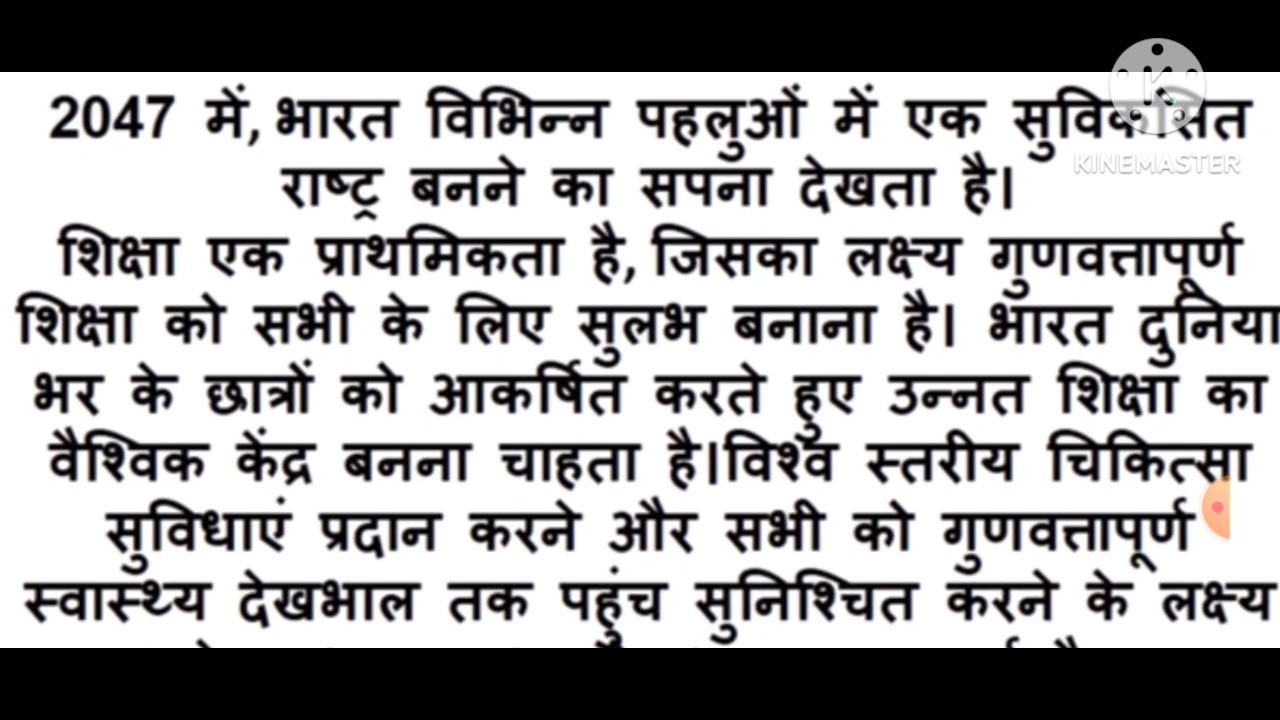 2047 में, भारत विभिन्न पहलुओं में एक सुविकसित
राष्ट्र बनने का सपना देखता है।
शिक्षा एक प्राथमिकता है, जिसका लक्ष्य गुणवत्तापूर्ण
शिक्षा को सभी के लिए सुलभ बनाना है। भारत दुनिया
भर के छात्रों को आकर्षित करते हुए उन्नत शिक्षा का
वैश्विक केंद्र बनना चाहता है।विश्व स्तरीय चिकित्सा
सुविधाएं प्रदान करने और सभी को गुणवत्तापूर्ण
स्वास्थ्य देखभाल तक पहुंच सुनिश्चित करने के लक्ष्य
KINEMASTER